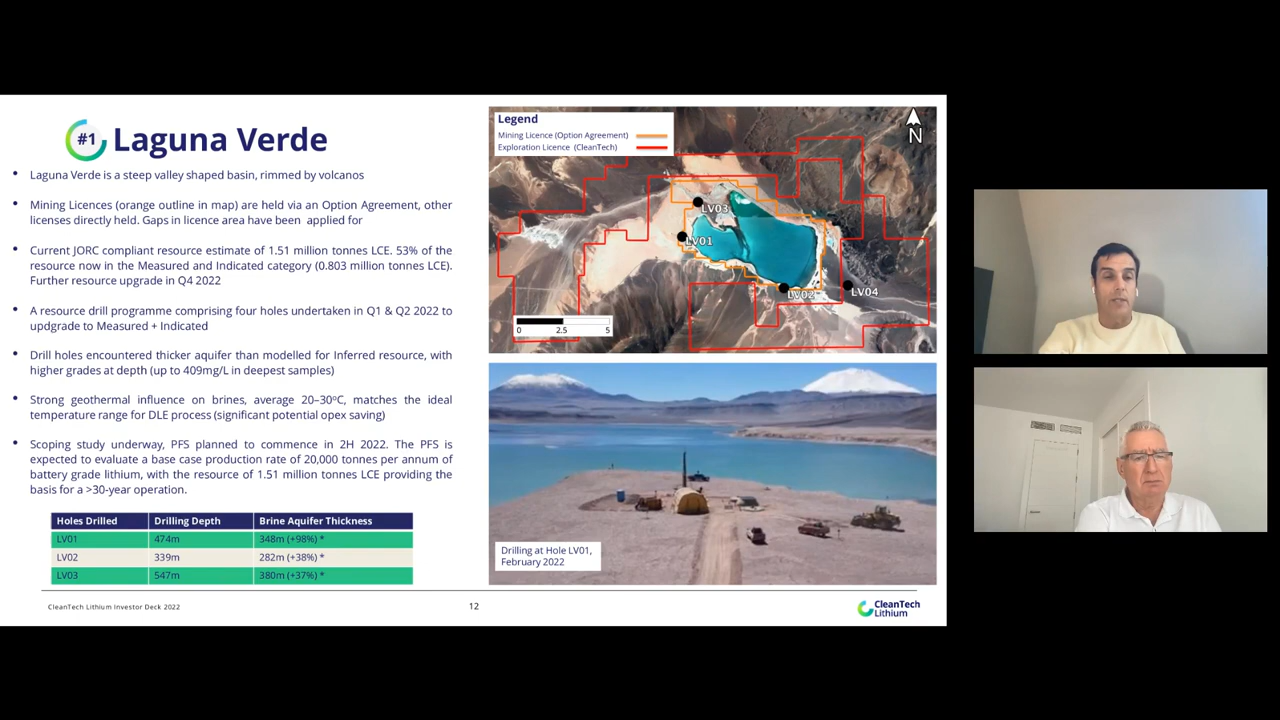 #1 Laguna Verde
• Laguna Verde is a steep valley shaped basin, rimmed by volcanos
• Mining Licences (orange outline in map) are held via an Option Agreement, other
licenses directly held. Gaps in licence area have been applied for
• Current JORC compliant resource estimate of 1.51 million tonnes LCE. 53% of the
resource now in the Measured and Indicated category (0.803 million tonnes LCE).
Further resource upgrade in Q4 2022
• A resource drill programme comprising four holes undertaken in Q1 & Q2 2022 to
updgrade to Measured + Indicated
• Drill holes encountered thicker aquifer than modelled for Inferred resource, with
higher grades at depth (up to 409mg/L in deepest samples)
• Strong geothermal influence on brines, average 20–30ºC, matches the ideal
temperature range for DLE process (significant potential opex saving)
• Scoping study underway, PFS planned to commence in 2H 2022. The PFS is
expected to evaluate a base case production rate of 20,000 tonnes per annum of
battery grade lithium, with the resource of 1.51 million tonnes LCE providing the
basis for a >30-year operation.
Holes Drilled Drilling Depth Brine Aquifer Thickness
LV01 474m 348m (+98%) *
LV02 339m 282m (+38%) *
LV03 547m 380m (+37%) *
Legend
Mining Licence (Option Agreement)
Exploration Licence (CleanTech)
N
LV03
LV01
LV02
LV04
0 2.5 5
Drilling at Hole LV01,
February 2022
CleanTech Lithium Investor Deck 2022
12
CleanTech
Lithium